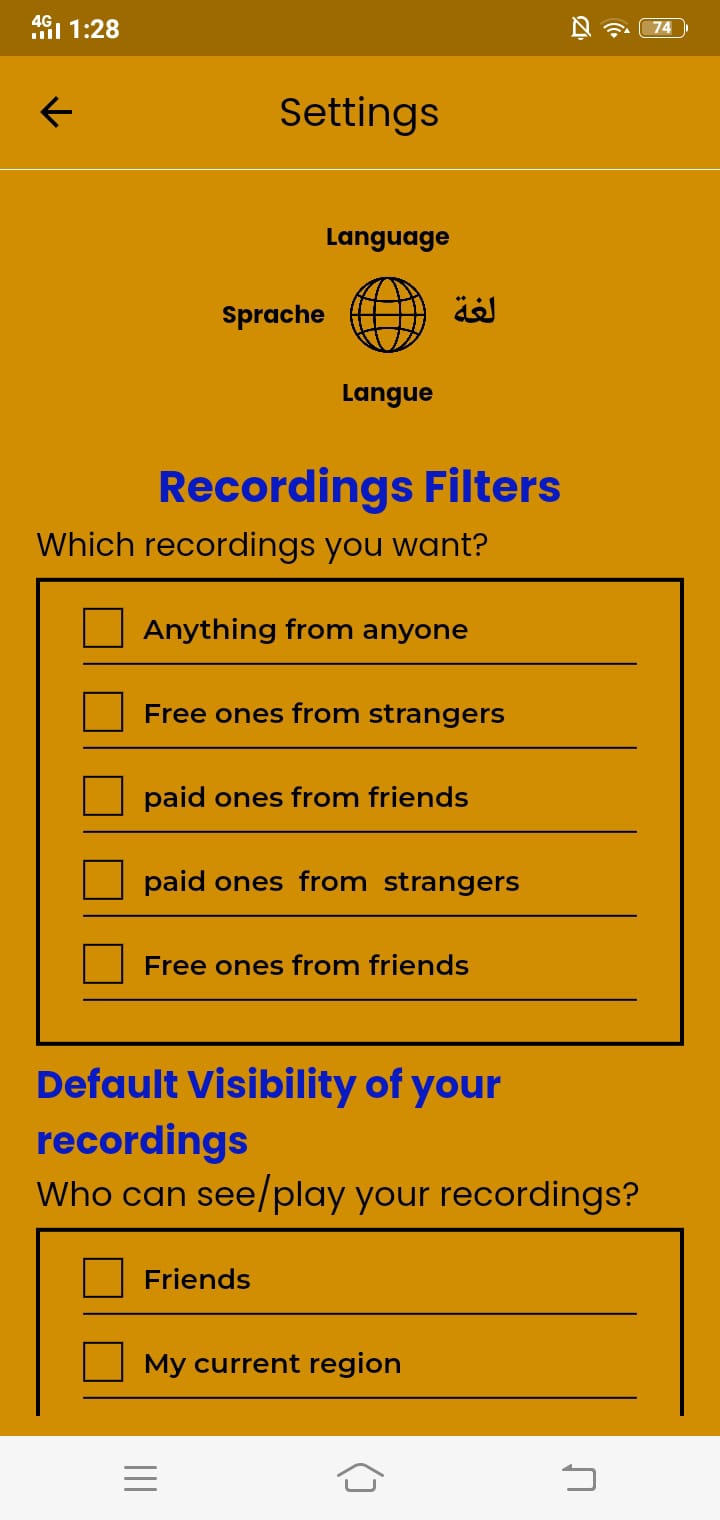 4G 1:28 74
Settings
Language
Sprache لغة
Langue
Recordings Filters
Which recordings you want?
Anything from anyone
Free ones from strangers
paid ones from friends
paid ones from strangers
Free ones from friends
Default Visibility of your
recordings
Who can see/play your recordings?
Friends
My current region